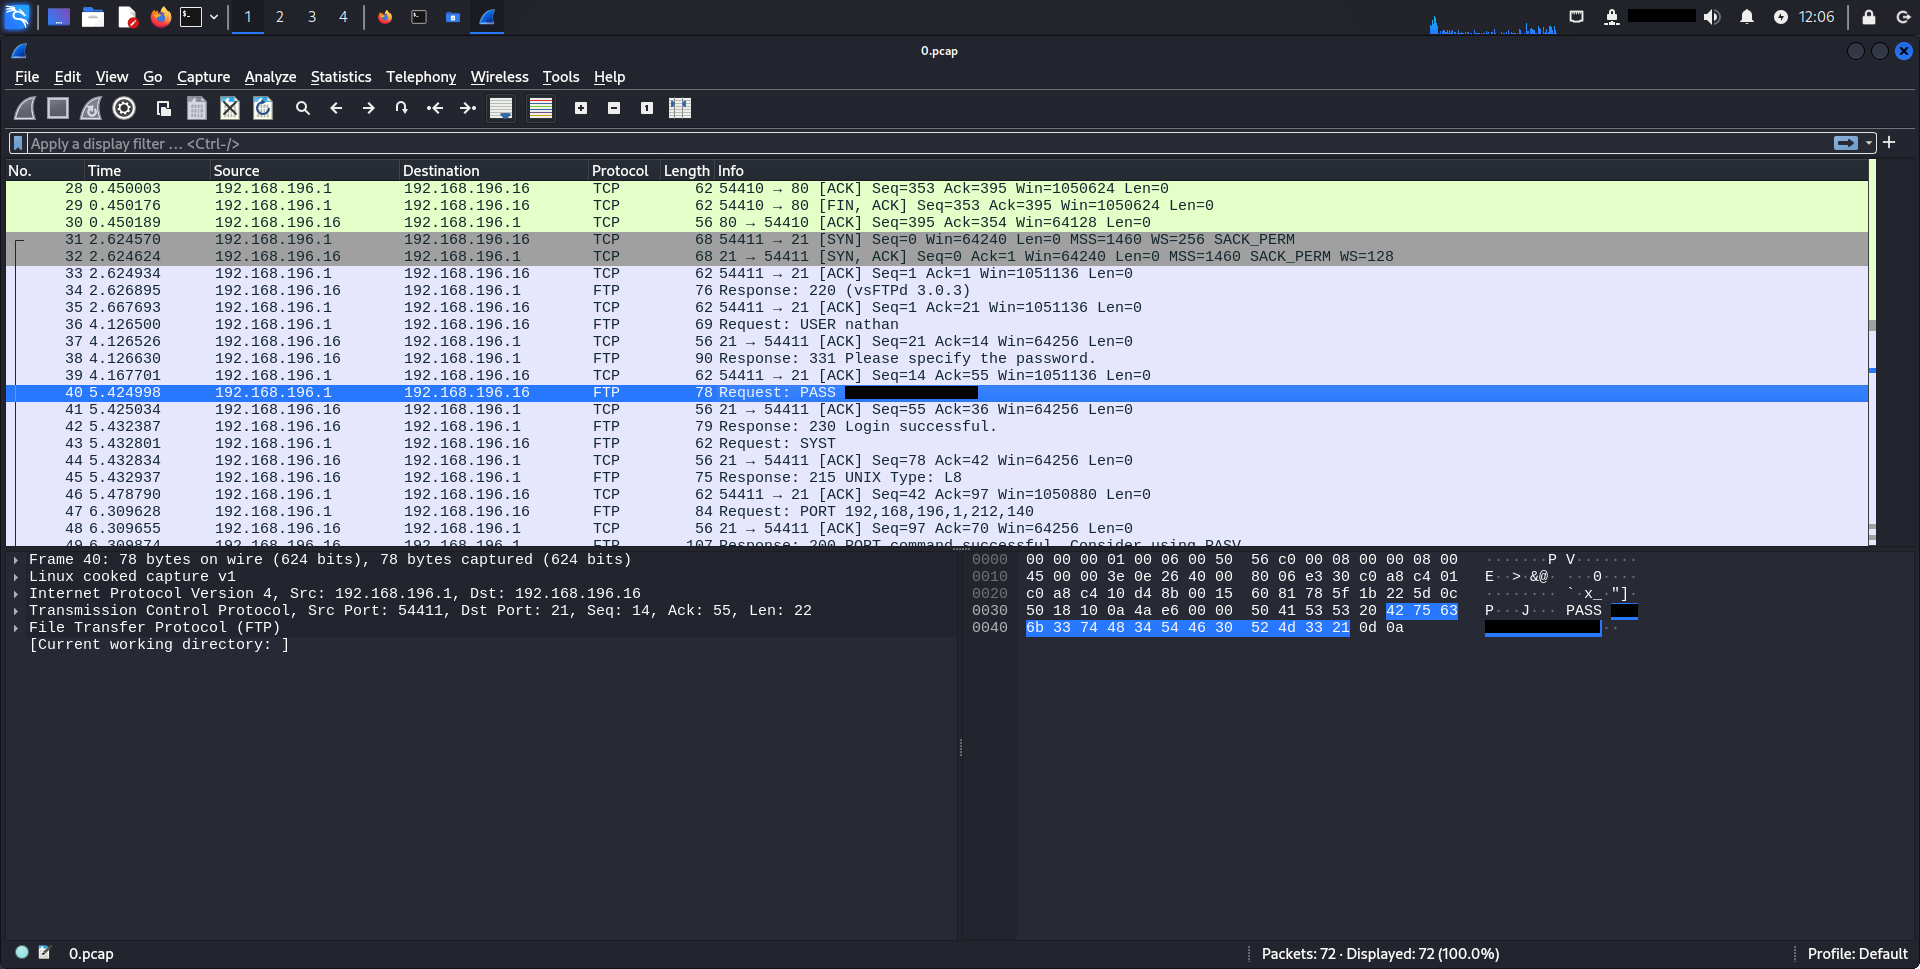 1 2 3 4 12:06
0.pcap
File Edit View Go Capture Analyze Statistics Telephony Wireless Tools Help
Apply a display filter … <Ctrl-/>
No. Time Source Destination Protocol Length Info
28 0.450003 192.168.196.1 192.168.196.16 TCP 62 54410 → 80 [ACK] Seq=353 Ack=395 Win=1050624 Len=0
29 0.450176 192.168.196.1 192.168.196.16 TCP 62 54410 → 80 [FIN, ACK] Seq=353 Ack=395 Win=1050624 Len=0
30 0.450189 192.168.196.16 192.168.196.1 TCP 56 80 → 54410 [ACK] Seq=395 Ack=354 Win=64128 Len=0
31 2.624570 192.168.196.1 192.168.196.16 TCP 68 54411 → 21 [SYN] Seq=0 Win=64240 Len=0 MSS=1460 WS=256 SACK_PERM
32 2.624624 192.168.196.16 192.168.196.1 TCP 68 21 → 54411 [SYN, ACK] Seq=0 Ack=1 Win=64240 Len=0 MSS=1460 SACK_PERM WS=128
33 2.624934 192.168.196.1 192.168.196.16 TCP 62 54411 → 21 [ACK] Seq=1 Ack=1 Win=1051136 Len=0
34 2.626895 192.168.196.16 192.168.196.1 FTP 76 Response: 220 (vsFTPd 3.0.3)
35 2.667693 192.168.196.1 192.168.196.16 TCP 62 54411 → 21 [ACK] Seq=1 Ack=21 Win=1051136 Len=0
36 4.126500 192.168.196.1 192.168.196.16 FTP 69 Request: USER nathan
37 4.126526 192.168.196.16 192.168.196.1 TCP 56 21 → 54411 [ACK] Seq=21 Ack=14 Win=64256 Len=0
38 4.126630 192.168.196.16 192.168.196.1 FTP 90 Response: 331 Please specify the password.
39 4.167701 192.168.196.1 192.168.196.16 TCP 62 54411 → 21 [ACK] Seq=14 Ack=55 Win=1051136 Len=0
40 5.424998 192.168.196.1 192.168.196.16 FTP 78 Request: PASS
41 5.425034 192.168.196.16 192.168.196.1 TCP 56 21 → 54411 [ACK] Seq=55 Ack=36 Win=64256 Len=0
42 5.432387 192.168.196.16 192.168.196.1 FTP 79 Response: 230 Login successful.
43 5.432801 192.168.196.1 192.168.196.16 FTP 62 Request: SYST
44 5.432834 192.168.196.16 192.168.196.1 TCP 56 21 → 54411 [ACK] Seq=78 Ack=42 Win=64256 Len=0
45 5.432937 192.168.196.16 192.168.196.1 FTP 75 Response: 215 UNIX Type: L8
46 5.478790 192.168.196.1 192.168.196.16 TCP 62 54411 → 21 [ACK] Seq=42 Ack=97 Win=1050880 Len=0
47 6.309628 192.168.196.1 192.168.196.16 FTP 84 Request: PORT 192,168,196,1,212,140
48 6.309655 192.168.196.16 192.168.196.1 TCP 56 21 → 54411 [ACK] Seq=97 Ack=70 Win=64256 Len=0
49 6.309874 192.168.196.16 192.168.196.1 FTP 107 Response: 200 PORT command successful. Consider using PASV.
Frame 40: 78 bytes on wire (624 bits), 78 bytes captured (624 bits)
Linux cooked capture v1
Internet Protocol Version 4, Src: 192.168.196.1, Dst: 192.168.196.16
Transmission Control Protocol, Src Port: 54411, Dst Port: 21, Seq: 14, Ack: 55, Len: 22
File Transfer Protocol (FTP)
[Current working directory: ]
0000 00 00 00 01 00 06 00 50 56 c0 00 08 00 00 08 00 ·······P V·······
0010 45 00 00 3e 0e 26 40 00 80 06 e3 30 c0 a8 c4 01 E··>·&@· ···0····
0020 c0 a8 c4 10 d4 8b 00 15 60 81 78 5f 1b 22 5d 0c ········ `·x_·"]·
0030 50 18 10 0a 4a e6 00 00 50 41 53 53 20 42 75 63 P···J··· PASS
0040 6b 33 74 48 34 54 46 30 52 4d 33 21 0d 0a ··
0.pcap Packets: 72 · Displayed: 72 (100.0%) Profile: Default